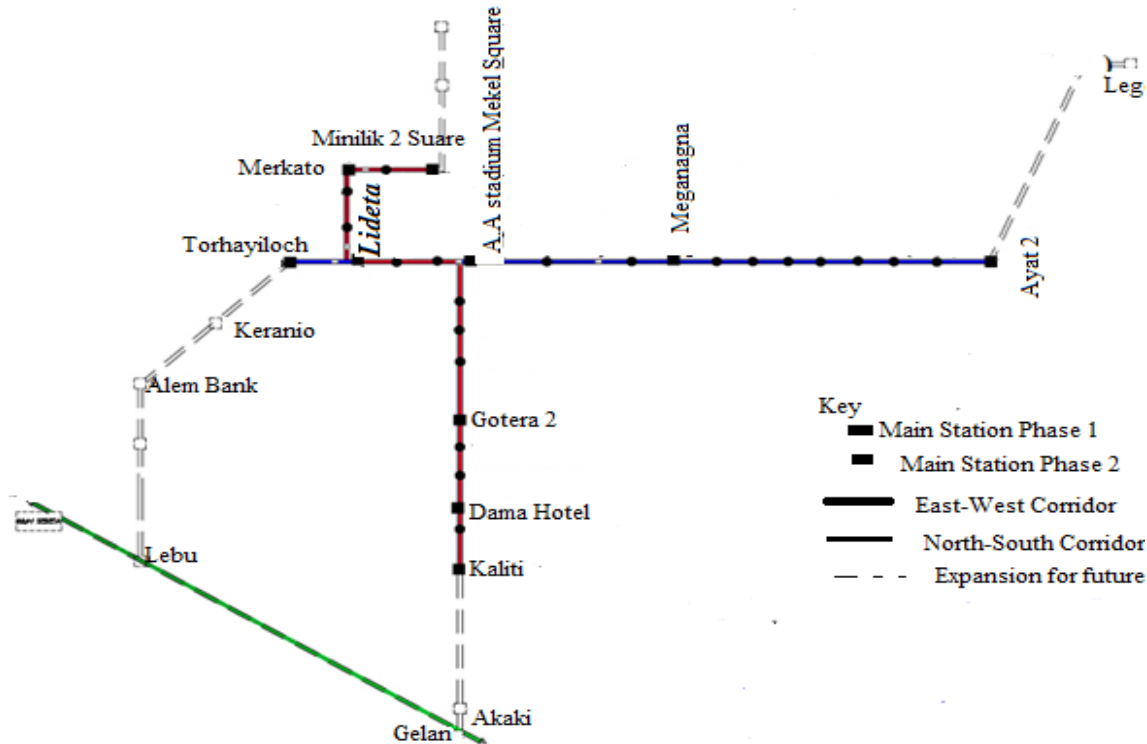 Leg
Minilik 2 Suare
A.A stadium Mekel Square
Merkato
Lideta
Meganagna
Torhayiloch
Ayat 2
Keranio
Alem Bank
Gotera 2
Key
Main Station Phase 1
Main Station Phase 2
Dama Hotel
East-West Corridor
North-South Corridor
Lebu
Kaliti
Expansion for future
Akaki
Gelan